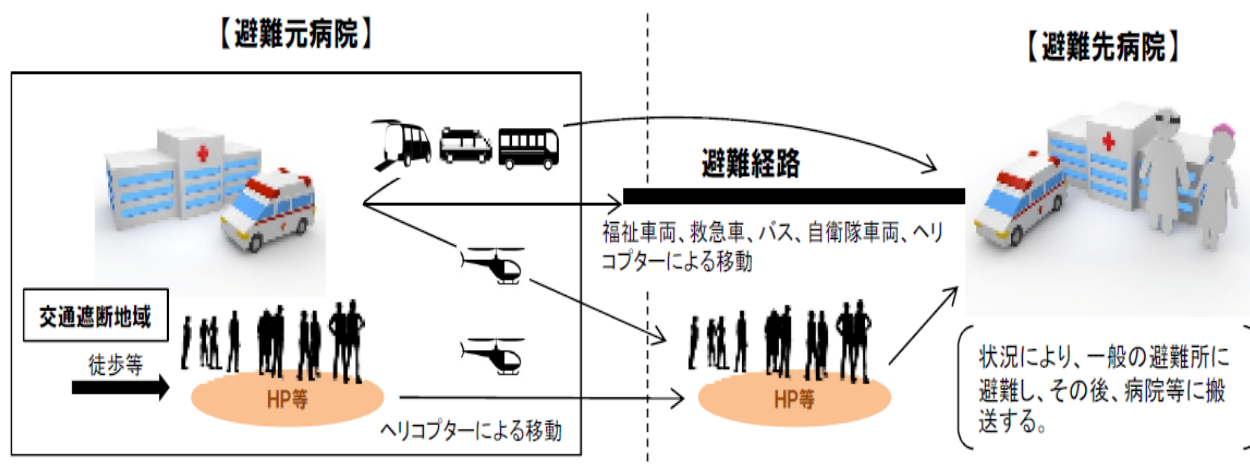 【避難元病院】
【避難先病院】
避難経路
福祉車両、救急車、バス、自衛隊車両、ヘリ
コプターによる移動
交通遮断地域
徒歩等
HP等
ヘリコプターによる移動
HP等
状況により、一般の避難所に
避難し、その後、病院等に搬
送する。